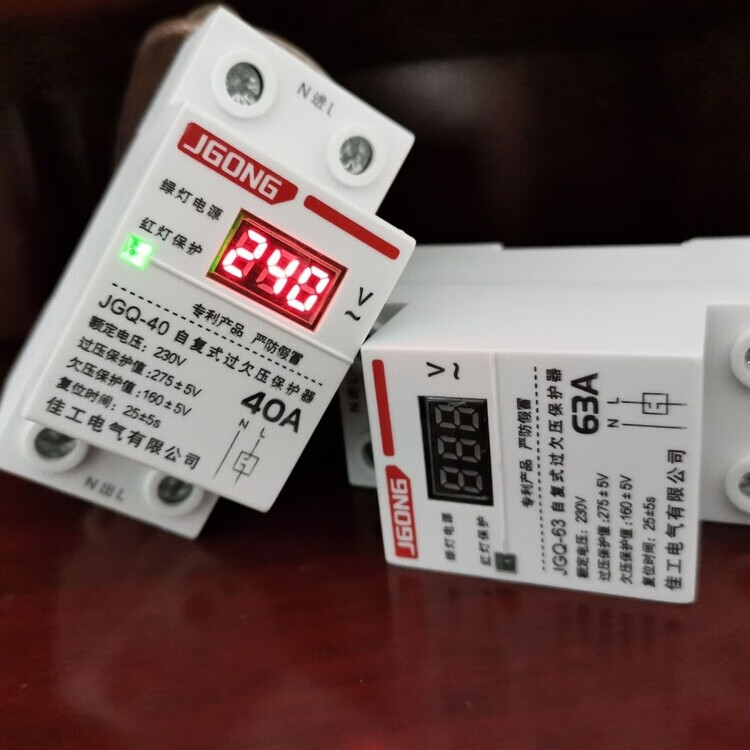 N进L
JGONG
绿灯电源
红灯保护
240
V
~
专利产品 严防假冒
JGQ-40 自复式过欠压保护器
额定电压：230V
过压保护值：275±5V
欠压保护值：160±5V
复位时间：25±5s
佳工电气有限公司
40A
N L
N出L
JGONG
绿灯电源
红灯保护
V
~
专利产品 严防假冒
JGQ-63 自复式过欠压保护器
63A
额定电压：230V
过压保护值：275±5V
欠压保护值：160±5V
复位时间：25±5s
佳工电气有限公司
N L